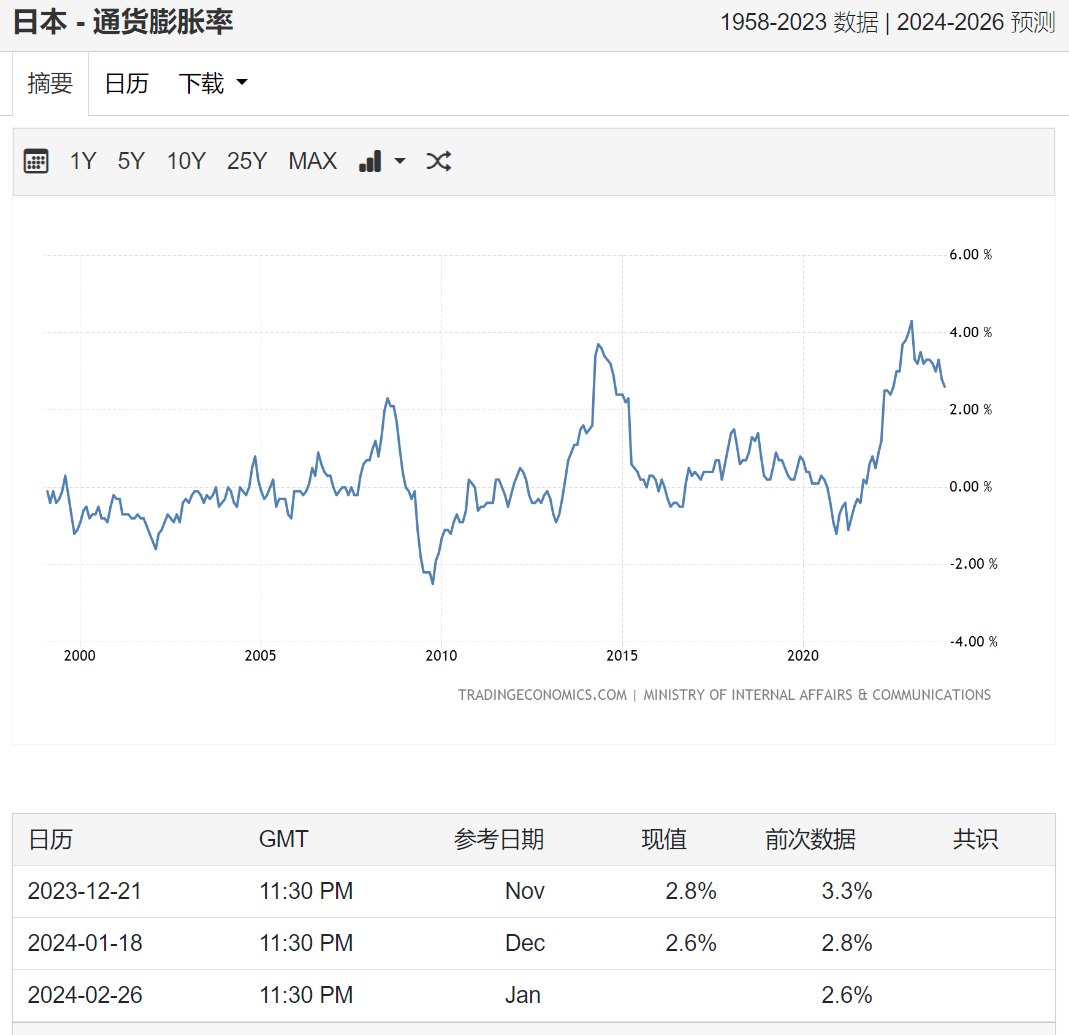 日本 - 通货膨胀率 1958-2023 数据 | 2024-2026 预测
摘要 日历 下载
1Y 5Y 10Y 25Y MAX
6.00 %
4.00 %
2.00 %
0.00 %
-2.00 %
-4.00 %
2000 2005 2010 2015 2020
TRADINGECONOMICS.COM | MINISTRY OF INTERNAL AFFAIRS & COMMUNICATIONS
日历 GMT 参考日期 现值 前次数据 共识
2023-12-21 11:30 PM Nov 2.8% 3.3%
2024-01-18 11:30 PM Dec 2.6% 2.8%
2024-02-26 11:30 PM Jan 2.6%